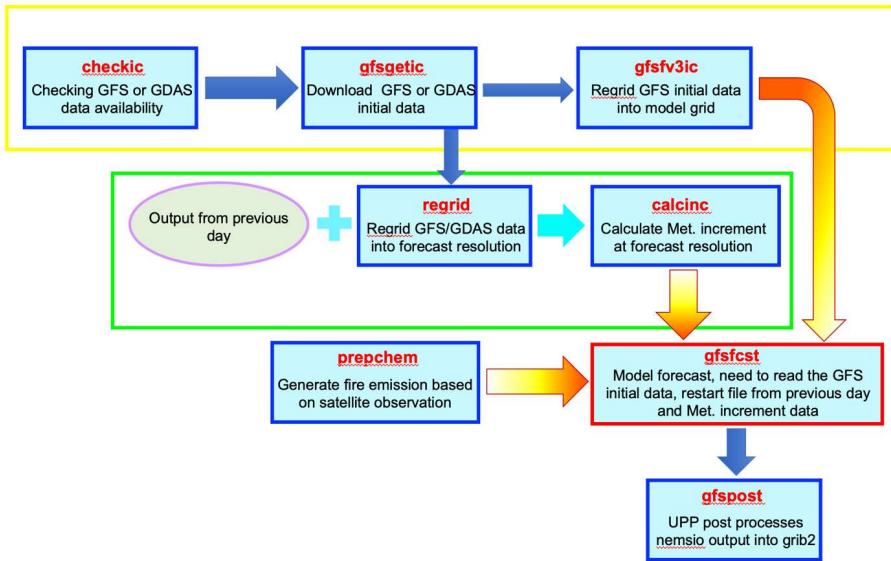 checkic
Checking GFS or GDAS
data availability
gfsgetic
Download GFS or GDAS
initial data
gfsfv3ic
Regrid GFS initial data
into model grid
Output from previous
day
regrid
Regrid GFS/GDAS data
into forecast resolution
calcinc
Calculate Met. increment
at forecast resolution
prepchem
Generate fire emission based
on satellite observation
gfsfcst
Model forecast, need to read the GFS
initial data, restart file from previous day
and Met. increment data
gfspost
UPP post processes
nemsio output into grib2